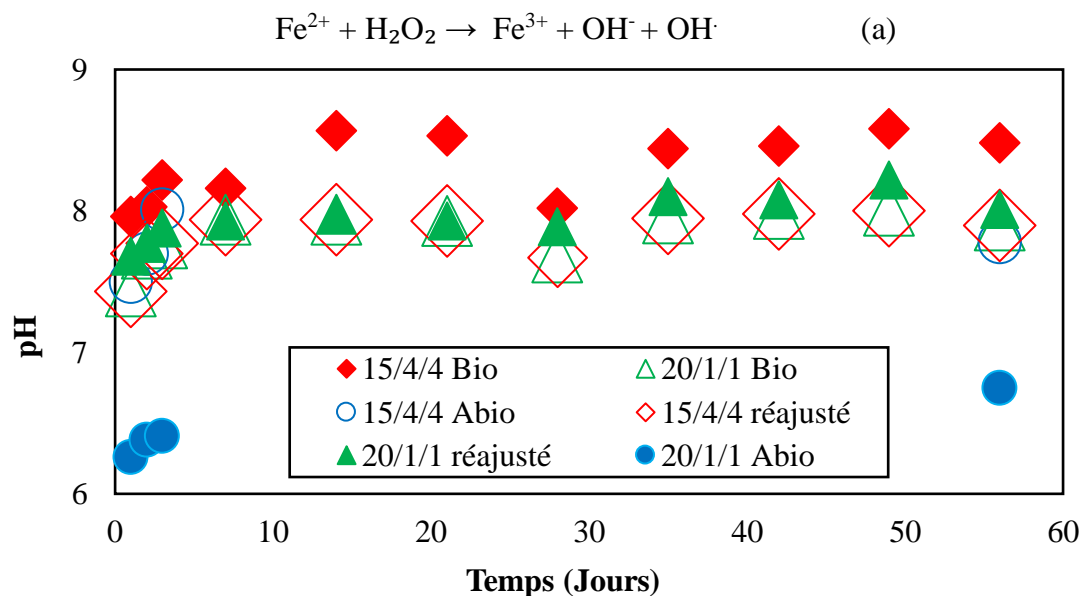 Fe²⁺ + H₂O₂ → Fe³⁺ + OH⁻ + OH· (a)
9
8
7
6
pH
15/4/4 Bio 20/1/1 Bio
15/4/4 Abio 15/4/4 réajusté
20/1/1 réajusté 20/1/1 Abio
0 10 20 30 40 50 60
Temps (Jours)